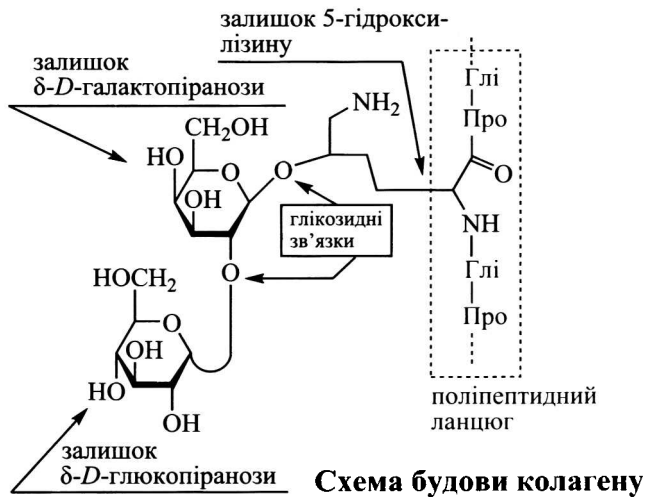 залишок 5-гідрокси-
лізину
залишок
δ-D-галактопіранози
Глі
NH2
Про
CH2OH
HO
O
O
O
OH
глікозидні
зв’язки
NH
O
Глі
HOCH2
O
Про
OH
HO
OH
поліпептидний
ланцюг
залишок
δ-D-глюкопіранози
Схема будови колагену